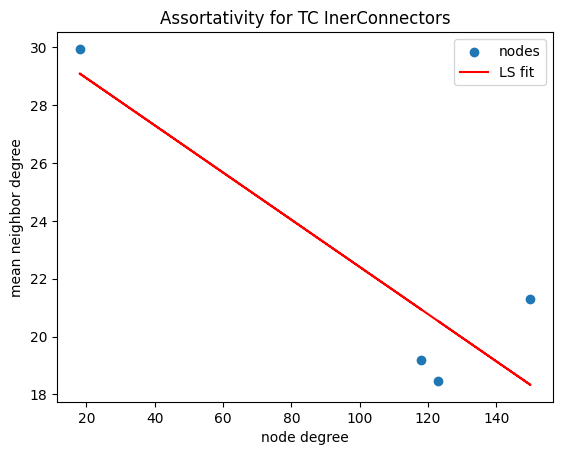 Assortativity for TC InerConnectors
nodes
LS fit
mean neighbor degree
30
28
26
24
22
20
18
20
40
60
80
100
120
140
node degree